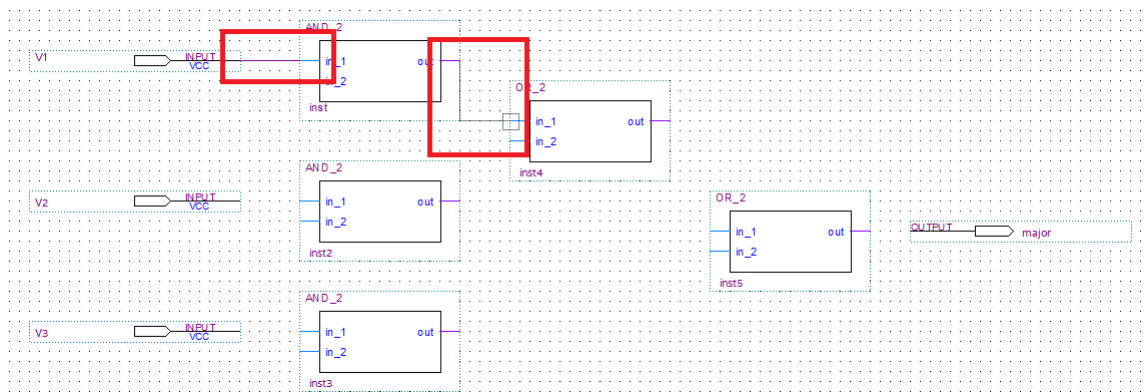 AND_2
V1 INPUT VCC in_1 out
in_2
inst
OR_2
in_1 out
in_2
inst4
AND_2
V2 INPUT VCC in_1 out
in_2
inst2
OR_2
in_1 out OUTPUT major
in_2
inst5
AND_2
V3 INPUT VCC in_1 out
in_2
inst3